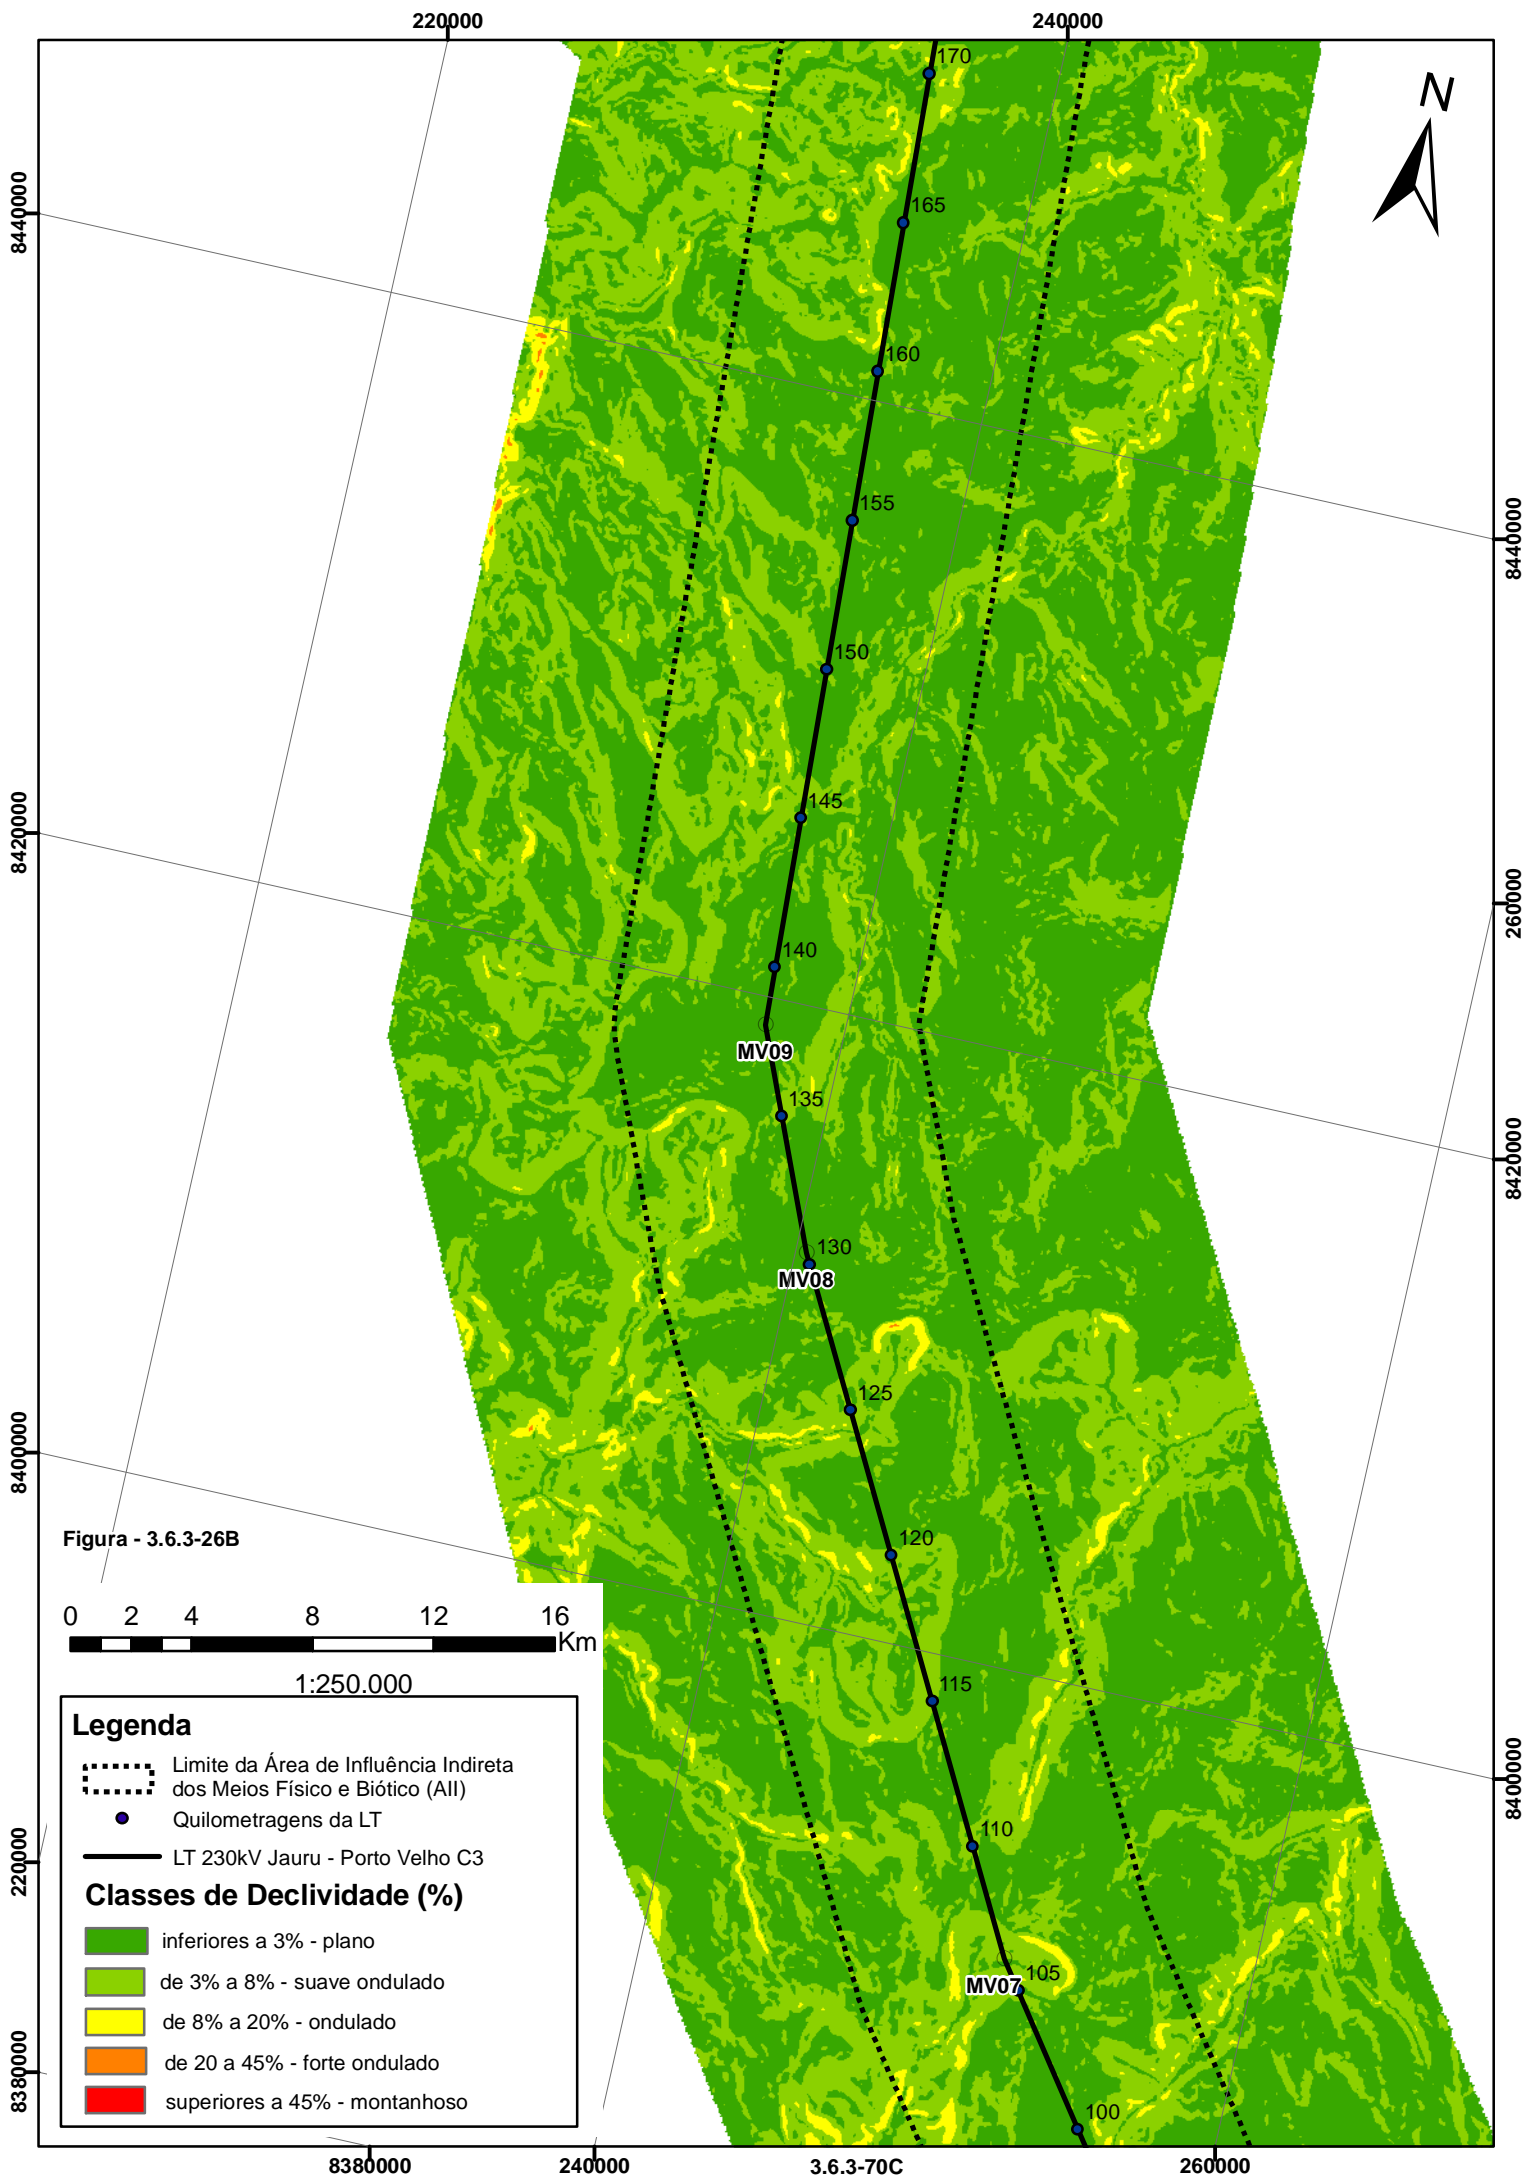 220000
240000
N
8440000
8420000
8400000
220000
8380000
8440000
260000
8420000
8400000
170
165
160
155
150
145
140
MV09
135
130
MV08
125
120
115
110
105
MV07
100
Figura - 3.6.3-26B
0 2 4 8 12 16
Km
1:250.000
Legenda
Limite da Área de Influência Indireta
dos Meios Físico e Biótico (AII)
Quilometragens da LT
LT 230kV Jauru - Porto Velho C3
Classes de Declividade (%)
inferiores a 3% - plano
de 3% a 8% - suave ondulado
de 8% a 20% - ondulado
de 20 a 45% - forte ondulado
superiores a 45% - montanhoso
8380000
240000
3.6.3-70C
260000